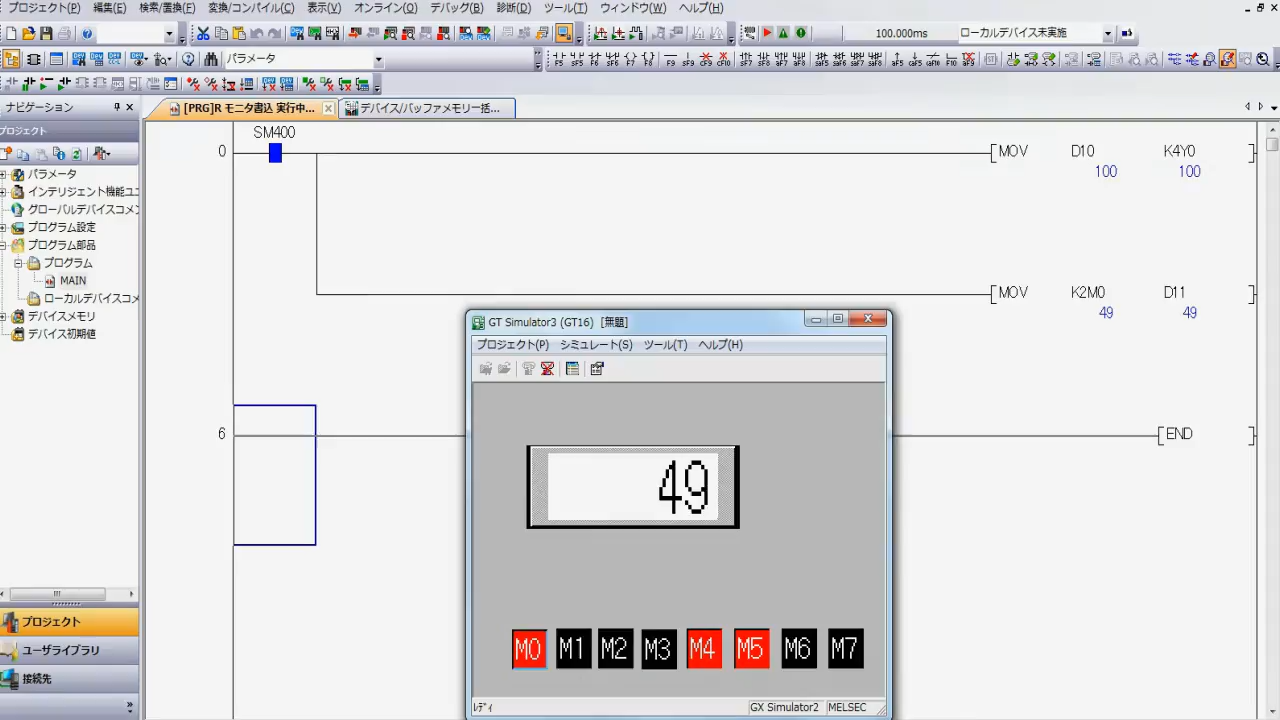 プロジェクト(P) 編集(E) 検索/置換(F) 変換/コンパイル(C) 表示(V) オンライン(O) デバッグ(B) 診断(D) ツール(T) ウィンドウ(W) ヘルプ(H)
100.000ms ローカルデバイス未実施
パラメータ
ナビゲーション
[PRG]R モニタ書込 実行中... デバイス/バッファメモリ一括...
プロジェクト
パラメータ
インテリジェント機能ユ
グローバルデバイスコメン
プログラム設定
プログラム部品
プログラム
MAIN
ローカルデバイスコメ
デバイスメモリ
デバイス初期値
プロジェクト
ユーザライブラリ
接続先
SM400
0 [MOV D10 K4Y0 ]
100 100
[MOV K2M0 D11 ]
49 49
6 [END ]
GT Simulator3 (GT16) [無題]
プロジェクト(P) シミュレート(S) ツール(T) ヘルプ(H)
49
M0 M1 M2 M3 M4 M5 M6 M7
ﾚﾃﾞｨ GX Simulator2 MELSEC